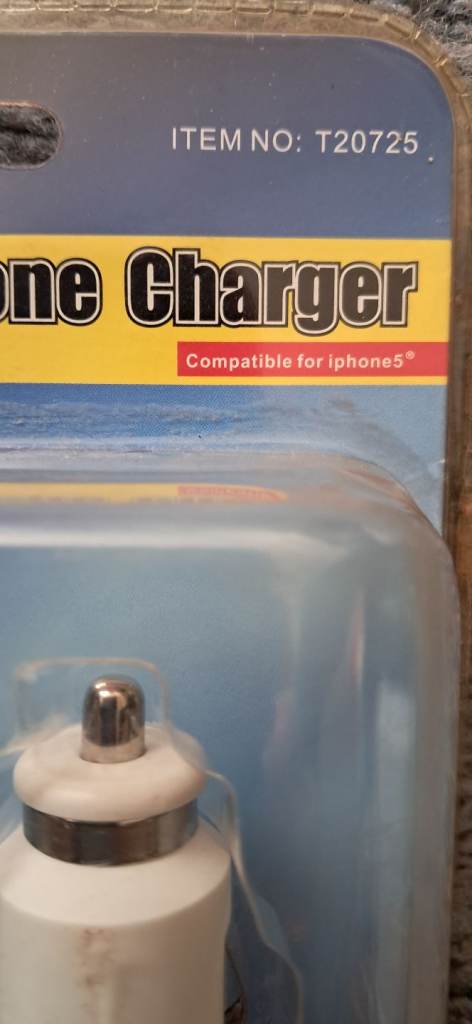 ITEM NO: T20725
one Charger
Compatible for iphone5®